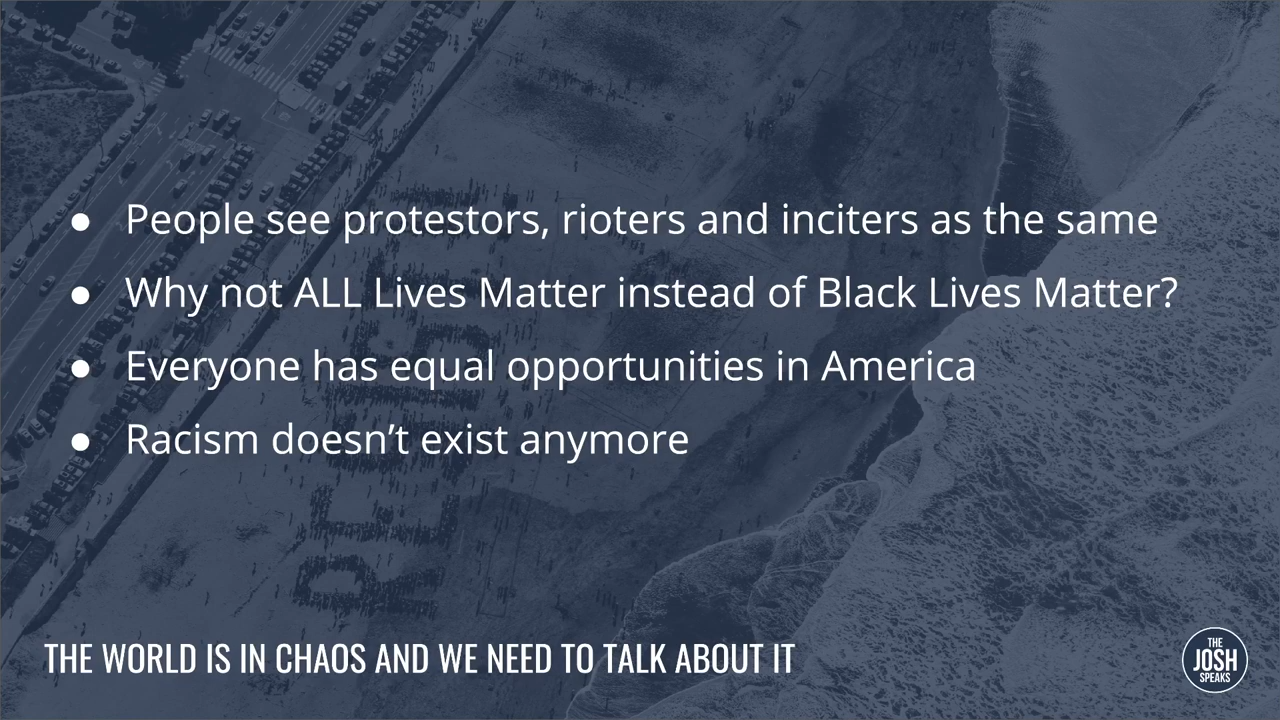 ● People see protestors, rioters and inciters as the same
● Why not ALL Lives Matter instead of Black Lives Matter?
● Everyone has equal opportunities in America
● Racism doesn’t exist anymore
THE WORLD IS IN CHAOS AND WE NEED TO TALK ABOUT IT
THE
JOSH
SPEAKS